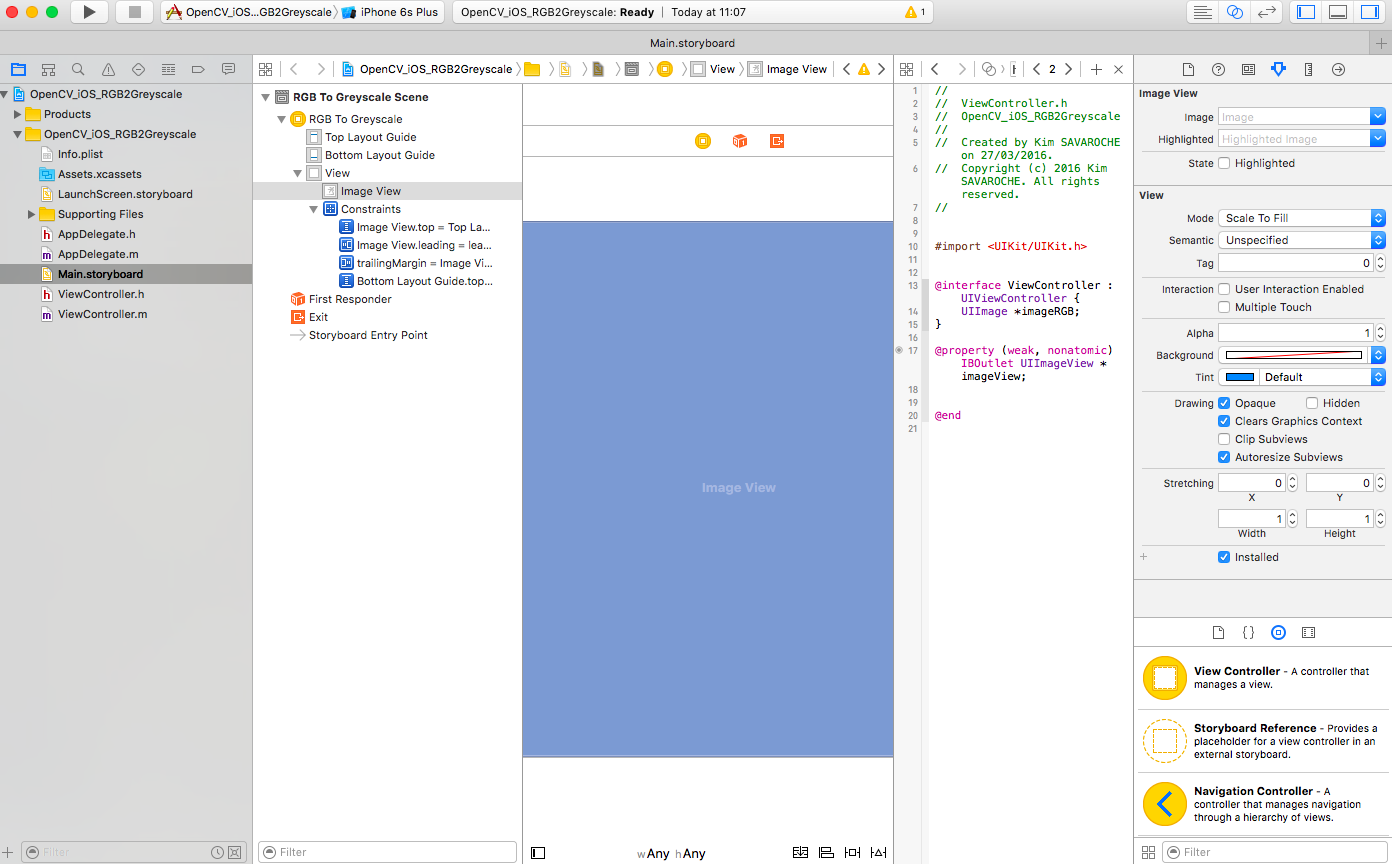 OpenCV_iOS...GB2Greyscale
iPhone 6s Plus
OpenCV_iOS_RGB2Greyscale: Ready
Today at 11:07
1
Main.storyboard
OpenCV_iOS_RGB2Greyscale
Products
OpenCV_iOS_RGB2Greyscale
Info.plist
Assets.xcassets
LaunchScreen.storyboard
Supporting Files
AppDelegate.h
AppDelegate.m
Main.storyboard
ViewController.h
ViewController.m
Filter
OpenCV_iOS_RGB2Greyscale
View
Image View
RGB To Greyscale Scene
RGB To Greyscale
Top Layout Guide
Bottom Layout Guide
View
Image View
Constraints
Image View.top = Top La...
Image View.leading = lea...
trailingMargin = Image Vi...
Bottom Layout Guide.top...
First Responder
Exit
Storyboard Entry Point
Filter
Image View
wAny hAny
2
1 //
2 // ViewController.h
3 // OpenCV_iOS_RGB2Greyscale
4 //
5 // Created by Kim SAVAROCHE
on 27/03/2016.
6 // Copyright (c) 2016 Kim
SAVAROCHE. All rights
reserved.
7 //
8
9
10 #import <UIKit/UIKit.h>
11
12
13 @interface ViewController :
UIViewController {
14 UIImage *imageRGB;
15 }
16
17 @property (weak, nonatomic)
IBOutlet UIImageView *
imageView;
18
19
20 @end
21
Image View
Image Image
Highlighted Highlighted Image
State Highlighted
View
Mode Scale To Fill
Semantic Unspecified
Tag 0
Interaction User Interaction Enabled
Multiple Touch
Alpha 1
Background
Tint Default
Drawing Opaque Hidden
Clears Graphics Context
Clip Subviews
Autoresize Subviews
Stretching 0 0
X Y
1 1
Width Height
Installed
View Controller - A controller that
manages a view.
Storyboard Reference - Provides a
placeholder for a view controller in an
external storyboard.
Navigation Controller - A
controller that manages navigation
through a hierarchy of views.
Filter